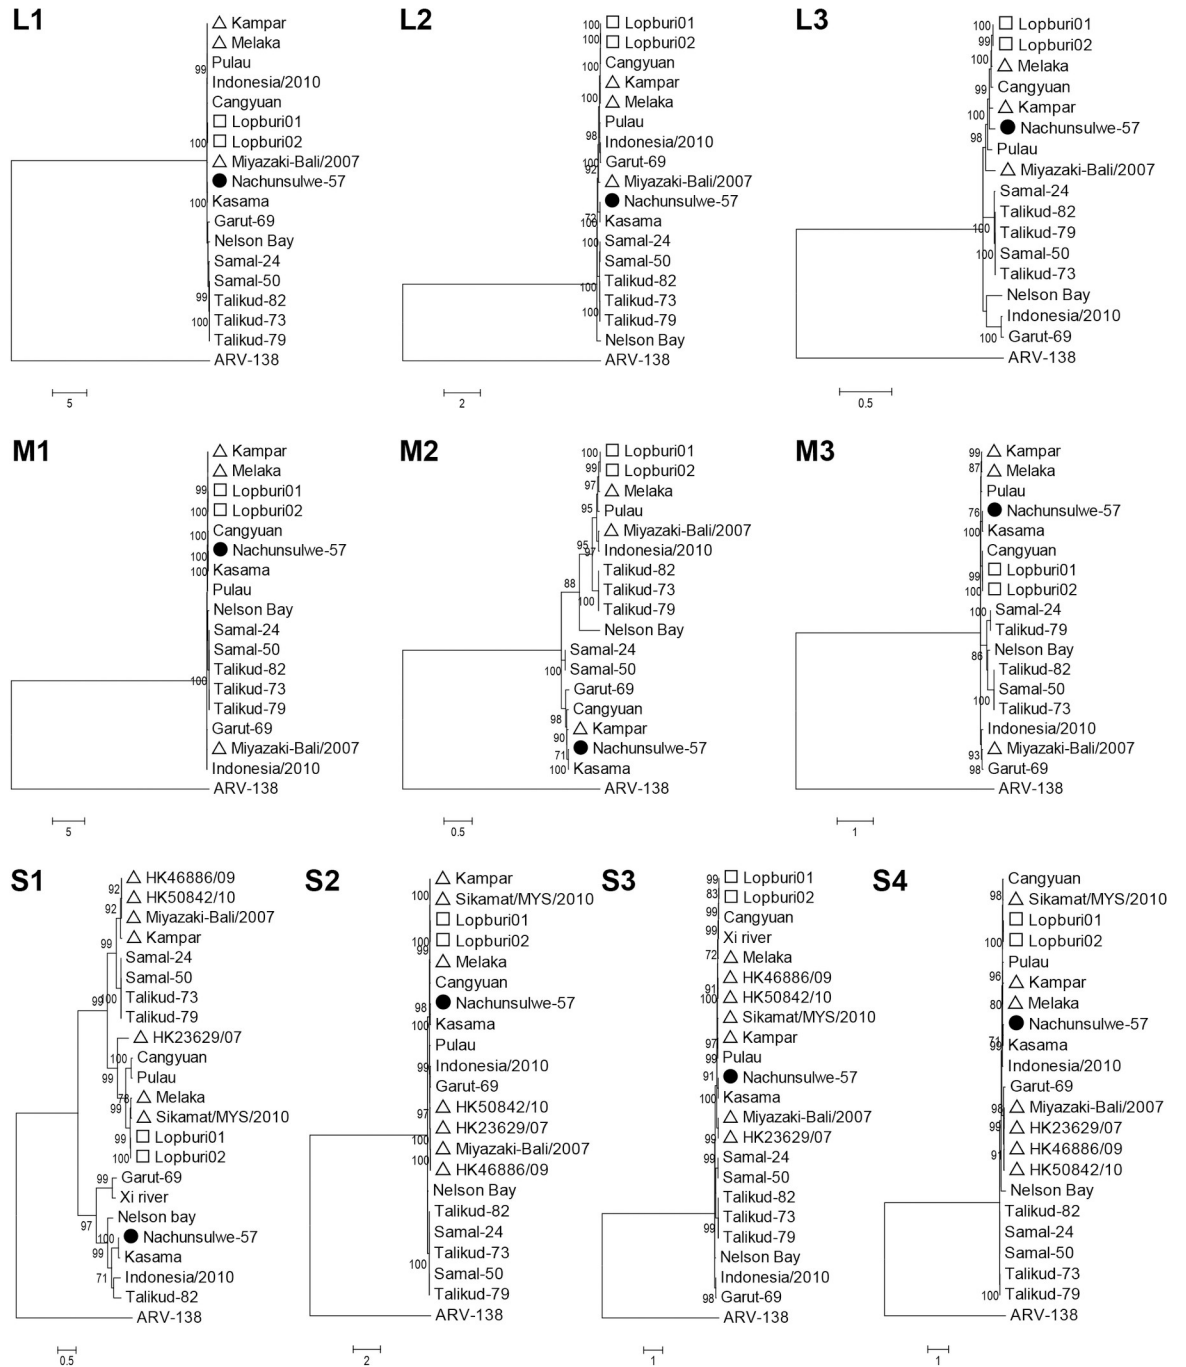 L1
Kampar
Melaka
Pulau
99
Indonesia/2010
Cangyuan
Lopburi01
100
Lopburi02
Miyazaki-Bali/2007
Nachunsulwe-57
100
Kasama
Garut-69
Nelson Bay
Samal-24
Samal-50
99
Talikud-82
100
Talikud-73
Talikud-79
ARV-138
5
L2
100
Lopburi01
100
Lopburi02
100
Cangyuan
Kampar
100
Melaka
Pulau
98
Indonesia/2010
100
Garut-69
92
Miyazaki-Bali/2007
Nachunsulwe-57
72
100
Kasama
100
Samal-24
Samal-50
100
Talikud-82
Talikud-73
100
Talikud-79
Nelson Bay
ARV-138
2
L3
100
Lopburi01
99
Lopburi02
100
Melaka
99
Cangyuan
Kampar
100
Nachunsulwe-57
98
Pulau
Miyazaki-Bali/2007
Samal-24
Talikud-82
100
Talikud-79
100
Samal-50
Talikud-73
Nelson Bay
Indonesia/2010
100
Garut-69
ARV-138
0.5
M1
Kampar
Melaka
99
Lopburi01
100
Lopburi02
100
Cangyuan
100
Nachunsulwe-57
100
Kasama
Pulau
Nelson Bay
Samal-24
Samal-50
Talikud-82
100
Talikud-73
Talikud-79
Garut-69
Miyazaki-Bali/2007
Indonesia/2010
ARV-138
5
M2
100
Lopburi01
99
Lopburi02
97
Melaka
95
Pulau
Miyazaki-Bali/2007
95
97
Indonesia/2010
Talikud-82
88
Talikud-73
100
Talikud-79
Nelson Bay
Samal-24
100
Samal-50
Garut-69
Cangyuan
98
Kampar
90
Nachunsulwe-57
71
100
Kasama
ARV-138
0.5
M3
99
Kampar
87
Melaka
Pulau
76
Nachunsulwe-57
100
Kasama
Cangyuan
99
Lopburi01
100
Lopburi02
100
Samal-24
Talikud-79
86
Nelson Bay
Talikud-82
Samal-50
100
Talikud-73
Indonesia/2010
93
Miyazaki-Bali/2007
98
Garut-69
ARV-138
1
S1
HK46886/09
92
HK50842/10
92
Miyazaki-Bali/2007
Kampar
99
Samal-24
Samal-50
99
100
Talikud-73
Talikud-79
HK23629/07
100
Cangyuan
99
Pulau
78
Melaka
99
Sikamat/MYS/2010
99
Lopburi01
100
Lopburi02
99
Garut-69
Xi river
97
Nelson bay
100
Nachunsulwe-57
99
Kasama
71
Indonesia/2010
Talikud-82
ARV-138
0.5
S2
Kampar
100
Sikamat/MYS/2010
Lopburi01
100
Lopburi02
99
Melaka
Cangyuan
98
Nachunsulwe-57
100
Kasama
Pulau
99
Indonesia/2010
Garut-69
97
HK50842/10
HK23629/07
100
Miyazaki-Bali/2007
100
HK46886/09
Nelson Bay
Talikud-82
Samal-24
Talikud-73
100
Samal-50
Talikud-79
ARV-138
2
S3
99
Lopburi01
83
Lopburi02
99
Cangyuan
99
Xi river
72
Melaka
91
HK46886/09
100
HK50842/10
Sikamat/MYS/2010
97
Kampar
99
Pulau
91
Nachunsulwe-57
100
Kasama
Miyazaki-Bali/2007
99
HK23629/07
99
Samal-24
Samal-50
Talikud-82
99
Talikud-73
Talikud-79
Nelson Bay
Indonesia/2010
98
Garut-69
ARV-138
1
S4
Cangyuan
98
Sikamat/MYS/2010
Lopburi01
100
Lopburi02
Pulau
96
Kampar
80
Melaka
Nachunsulwe-57
71
99
Kasama
Indonesia/2010
Garut-69
98
Miyazaki-Bali/2007
99
HK23629/07
91
HK46886/09
HK50842/10
Nelson Bay
Talikud-82
Samal-24
Samal-50
Talikud-73
100
Talikud-79
ARV-138
1